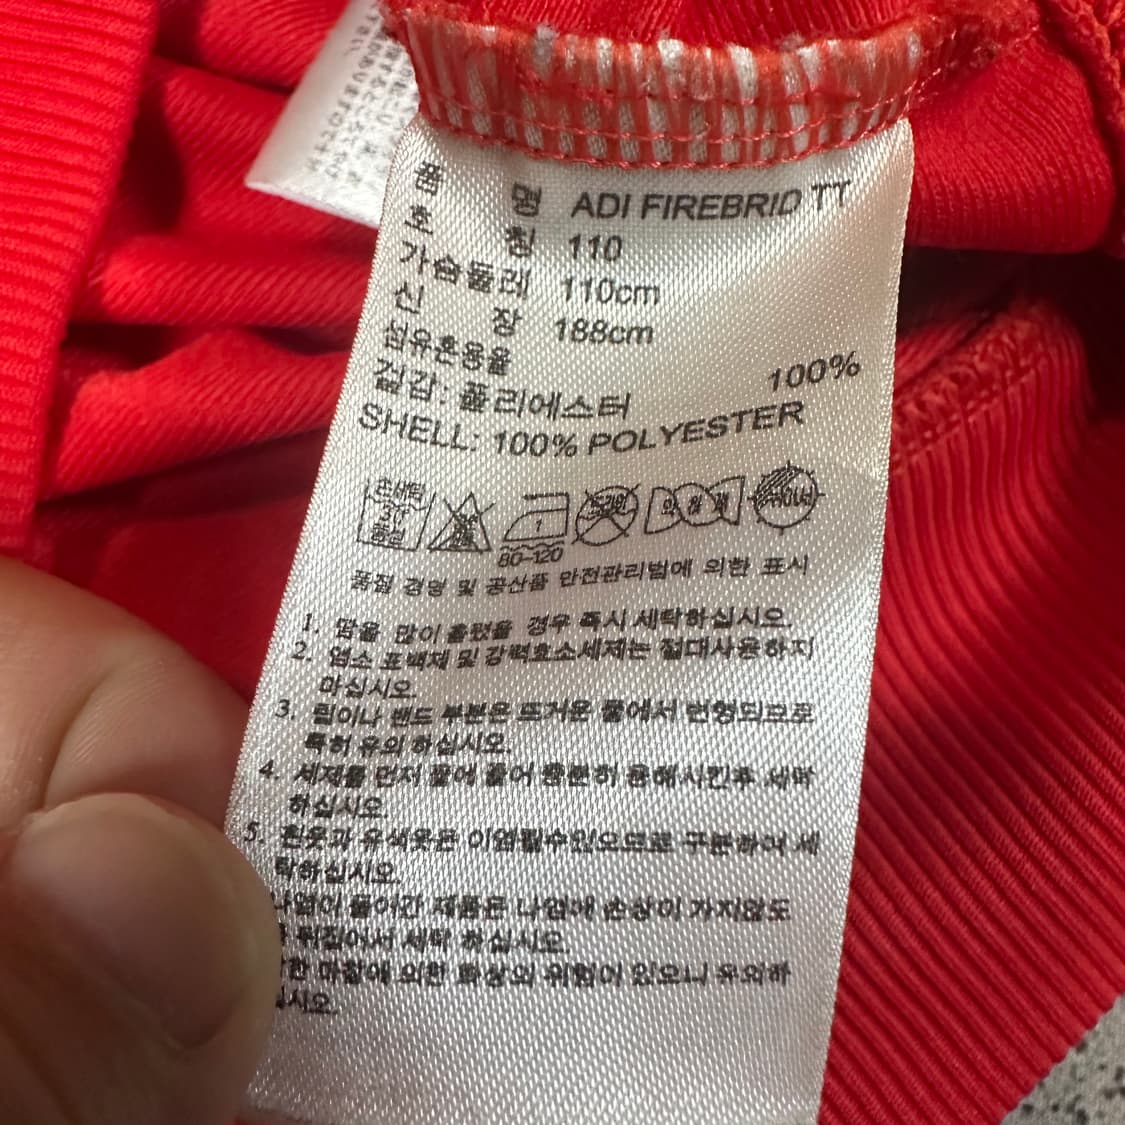 품 명 ADI FIREBRID TT
호 칭 110
가슴둘레 110cm
신 장 188cm
섬유혼용율
겉감: 폴리에스터 100%
SHELL: 100% POLYESTER
80-120
품질 경영 및 공산품 안전관리법에 의한 표시
1. 땀을 많이 흘렸을 경우 즉시 세탁하십시오.
2. 염소 표백제 및 강력효소세제는 절대사용하지
마십시오.
3. 립이나 밴드 부분은 뜨거운 물에서 변형되므로
특허 유의 하십시오.
4. 세제를 먼저 물에 풀어 충분히 용해시킨후 세탁
하십시오.
5. 흰옷과 유색옷은 이염될수있으므로 구분하여 세
탁하십시오.
나염이 들어간 제품은 나염에 손상이 가지않도
뒤집어서 세탁 하십시오.
한 마찰에 의한 화상의 위험이 있으니 유의하
십시오.